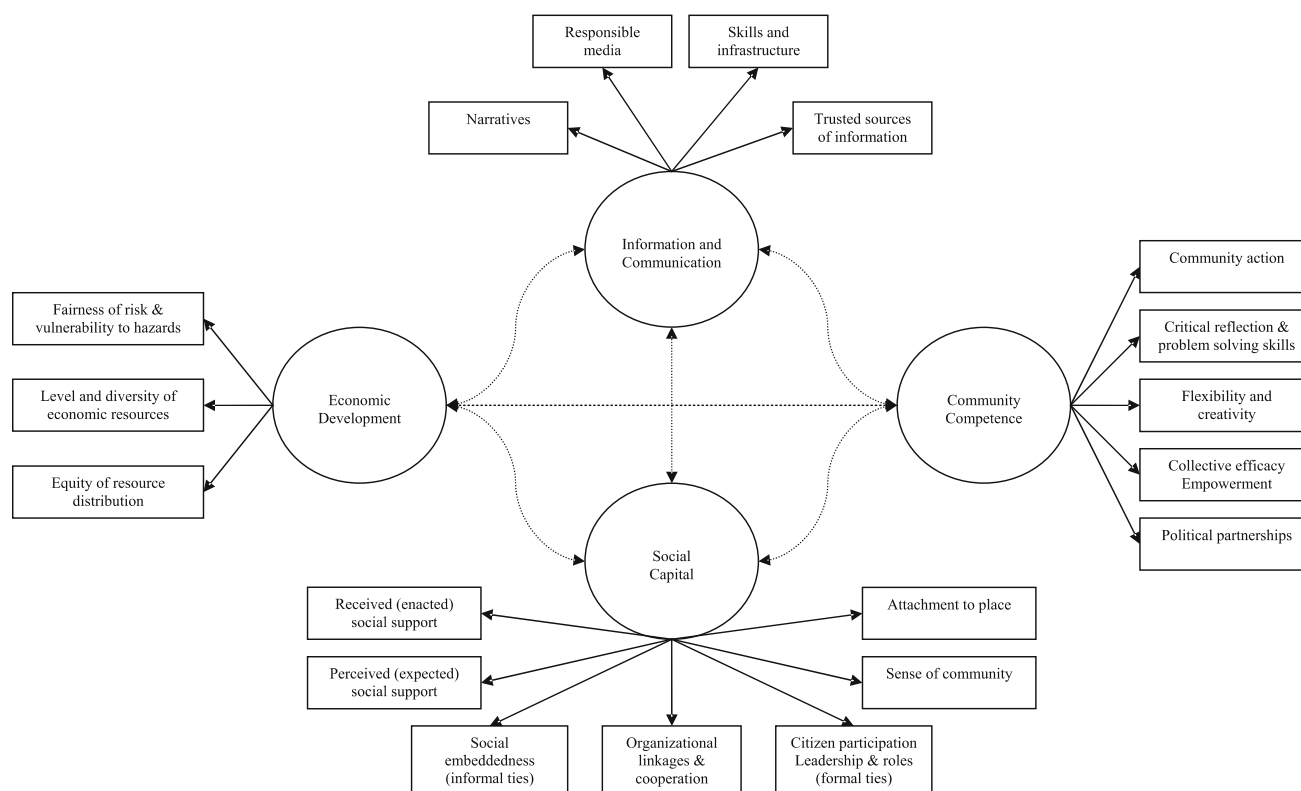 Responsible
media
Skills and
infrastructure
Narratives
Trusted sources
of information
Information and
Communication
Community action
Fairness of risk &
vulnerability to hazards
Critical reflection &
problem solving skills
Level and diversity of
economic resources
Economic
Development
Community
Competence
Flexibility and
creativity
Equity of resource
distribution
Collective efficacy
Empowerment
Political partnerships
Social
Capital
Received (enacted)
social support
Attachment to place
Perceived (expected)
social support
Sense of community
Social
embeddedness
(informal ties)
Organizational
linkages &
cooperation
Citizen participation
Leadership & roles
(formal ties)